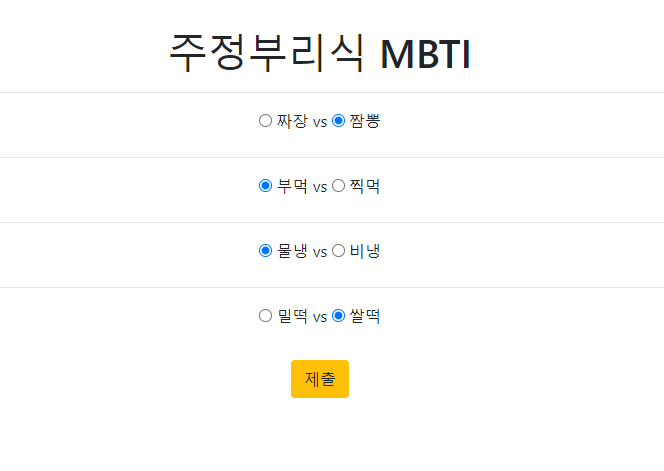 주정부리식 MBTI
짜장 vs 짬뽕
부먹 vs 찍먹
물냉 vs 비냉
밀떡 vs 쌀떡
제출